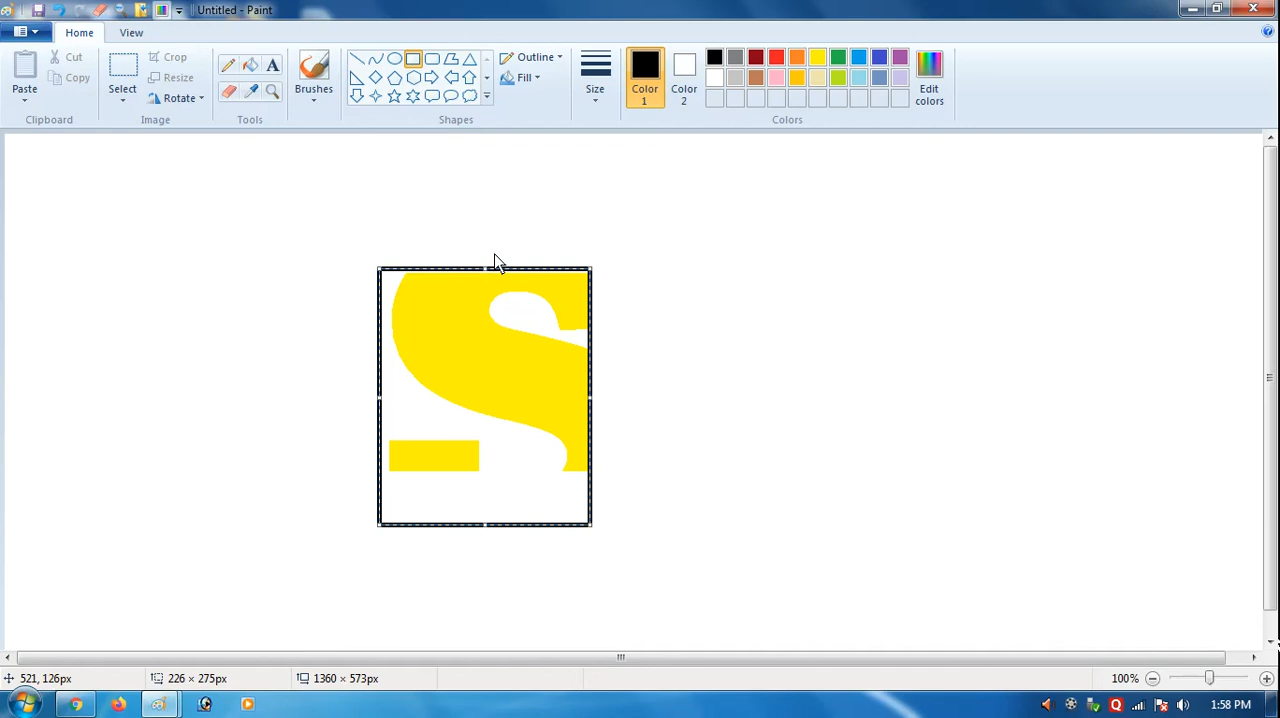 Untitled - Paint
Home
View
Paste
Cut
Copy
Clipboard
Select
Crop
Resize
Rotate
Image
A
Tools
Brushes
Outline
Fill
Shapes
Size
Color
1
Color
2
Edit
colors
Colors
S
521, 126px
226 × 275px
1360 × 573px
100%
1:58 PM